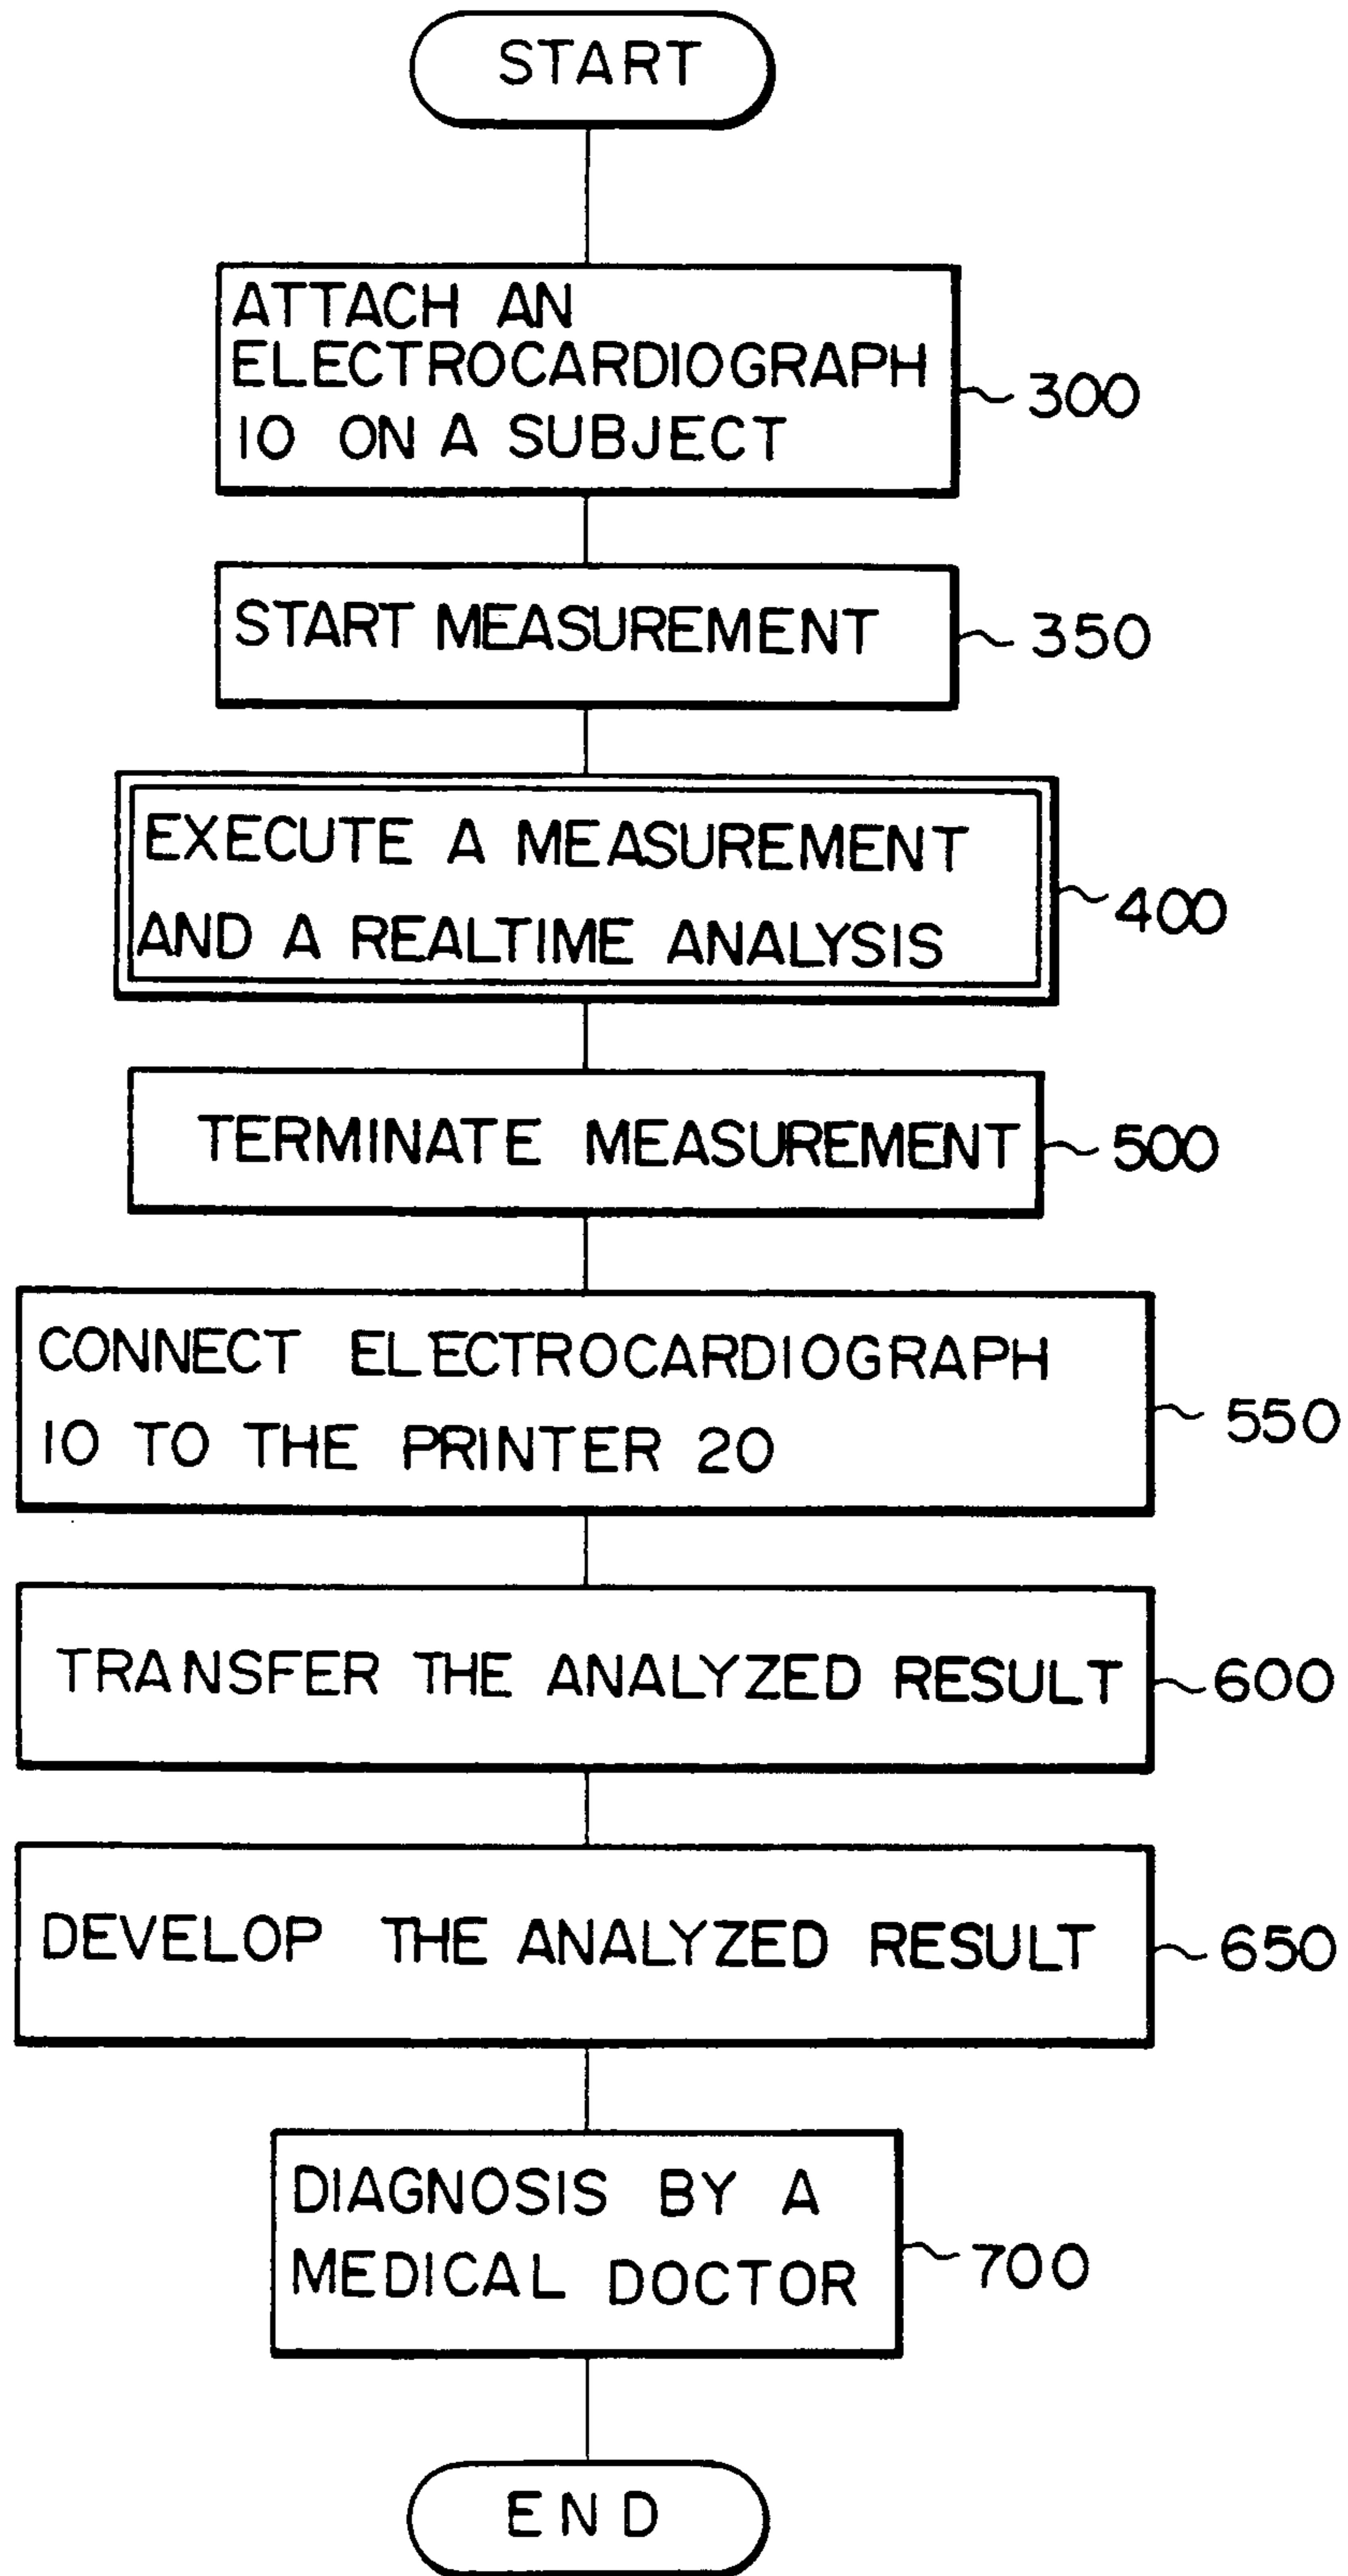 START
ATTACH AN
ELECTROCARDIOGRAPH
10 ON A SUBJECT
300
START MEASUREMENT
350
EXECUTE A MEASUREMENT
AND A REALTIME ANALYSIS
400
TERMINATE MEASUREMENT
500
CONNECT ELECTROCARDIOGRAPH
10 TO THE PRINTER 20
550
TRANSFER THE ANALYZED RESULT
600
DEVELOP THE ANALYZED RESULT
650
DIAGNOSIS BY A
MEDICAL DOCTOR
700
END